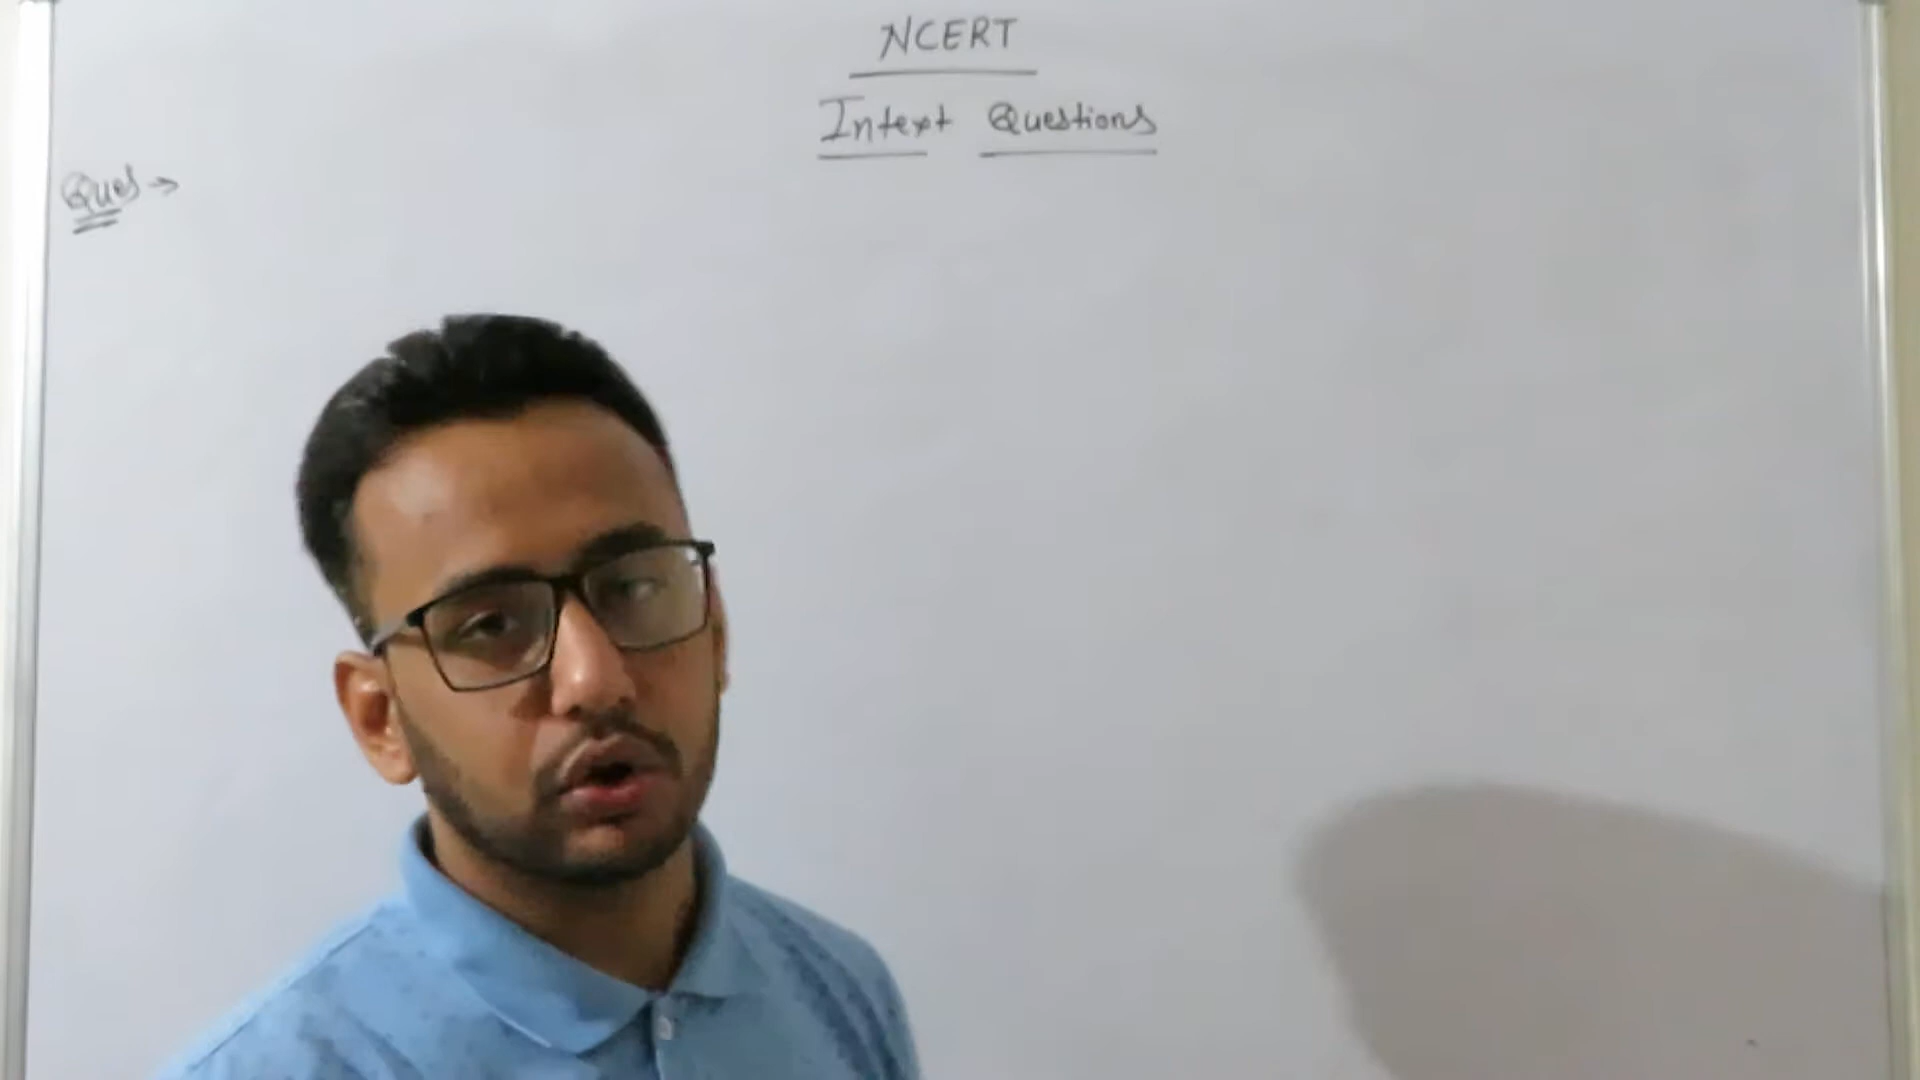 NCERT
Intext Questions
Ques →